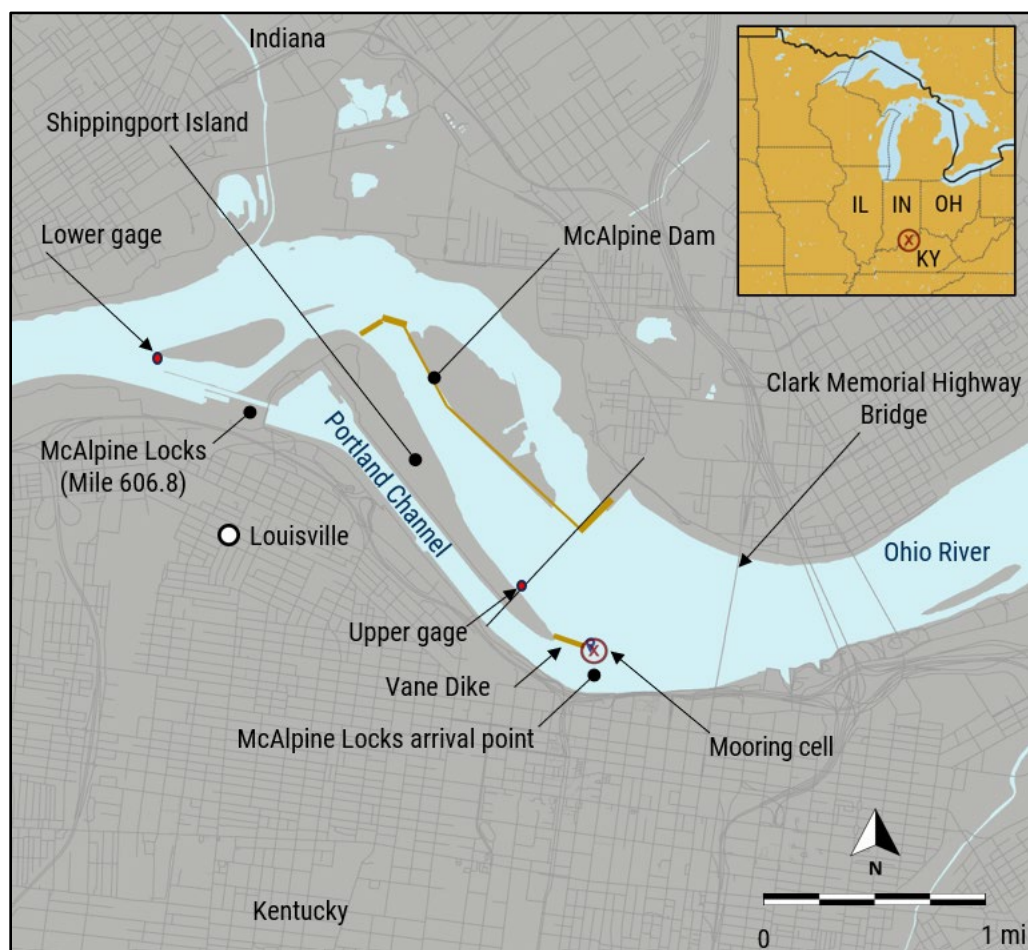 Indiana
Shippingport Island
Lower gage
McAlpine Dam
IL
IN
OH
X
KY
Clark Memorial Highway
Bridge
McAlpine Locks
(Mile 606.8)
Portland Channel
Louisville
Ohio River
Upper gage
X
Vane Dike
McAlpine Locks arrival point
Mooring cell
N
Kentucky
0
1 mi